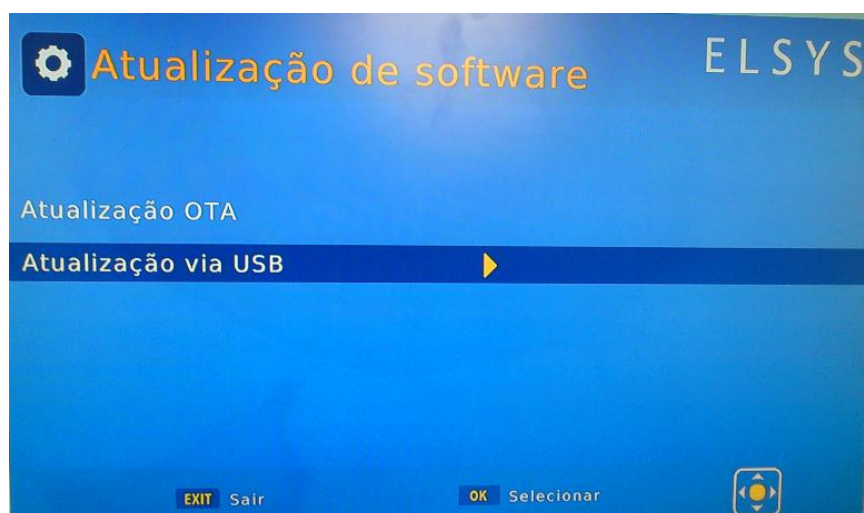 Atualização de software
ELSYS
Atualização OTA
Atualização via USB
EXIT Sair
OK Selecionar